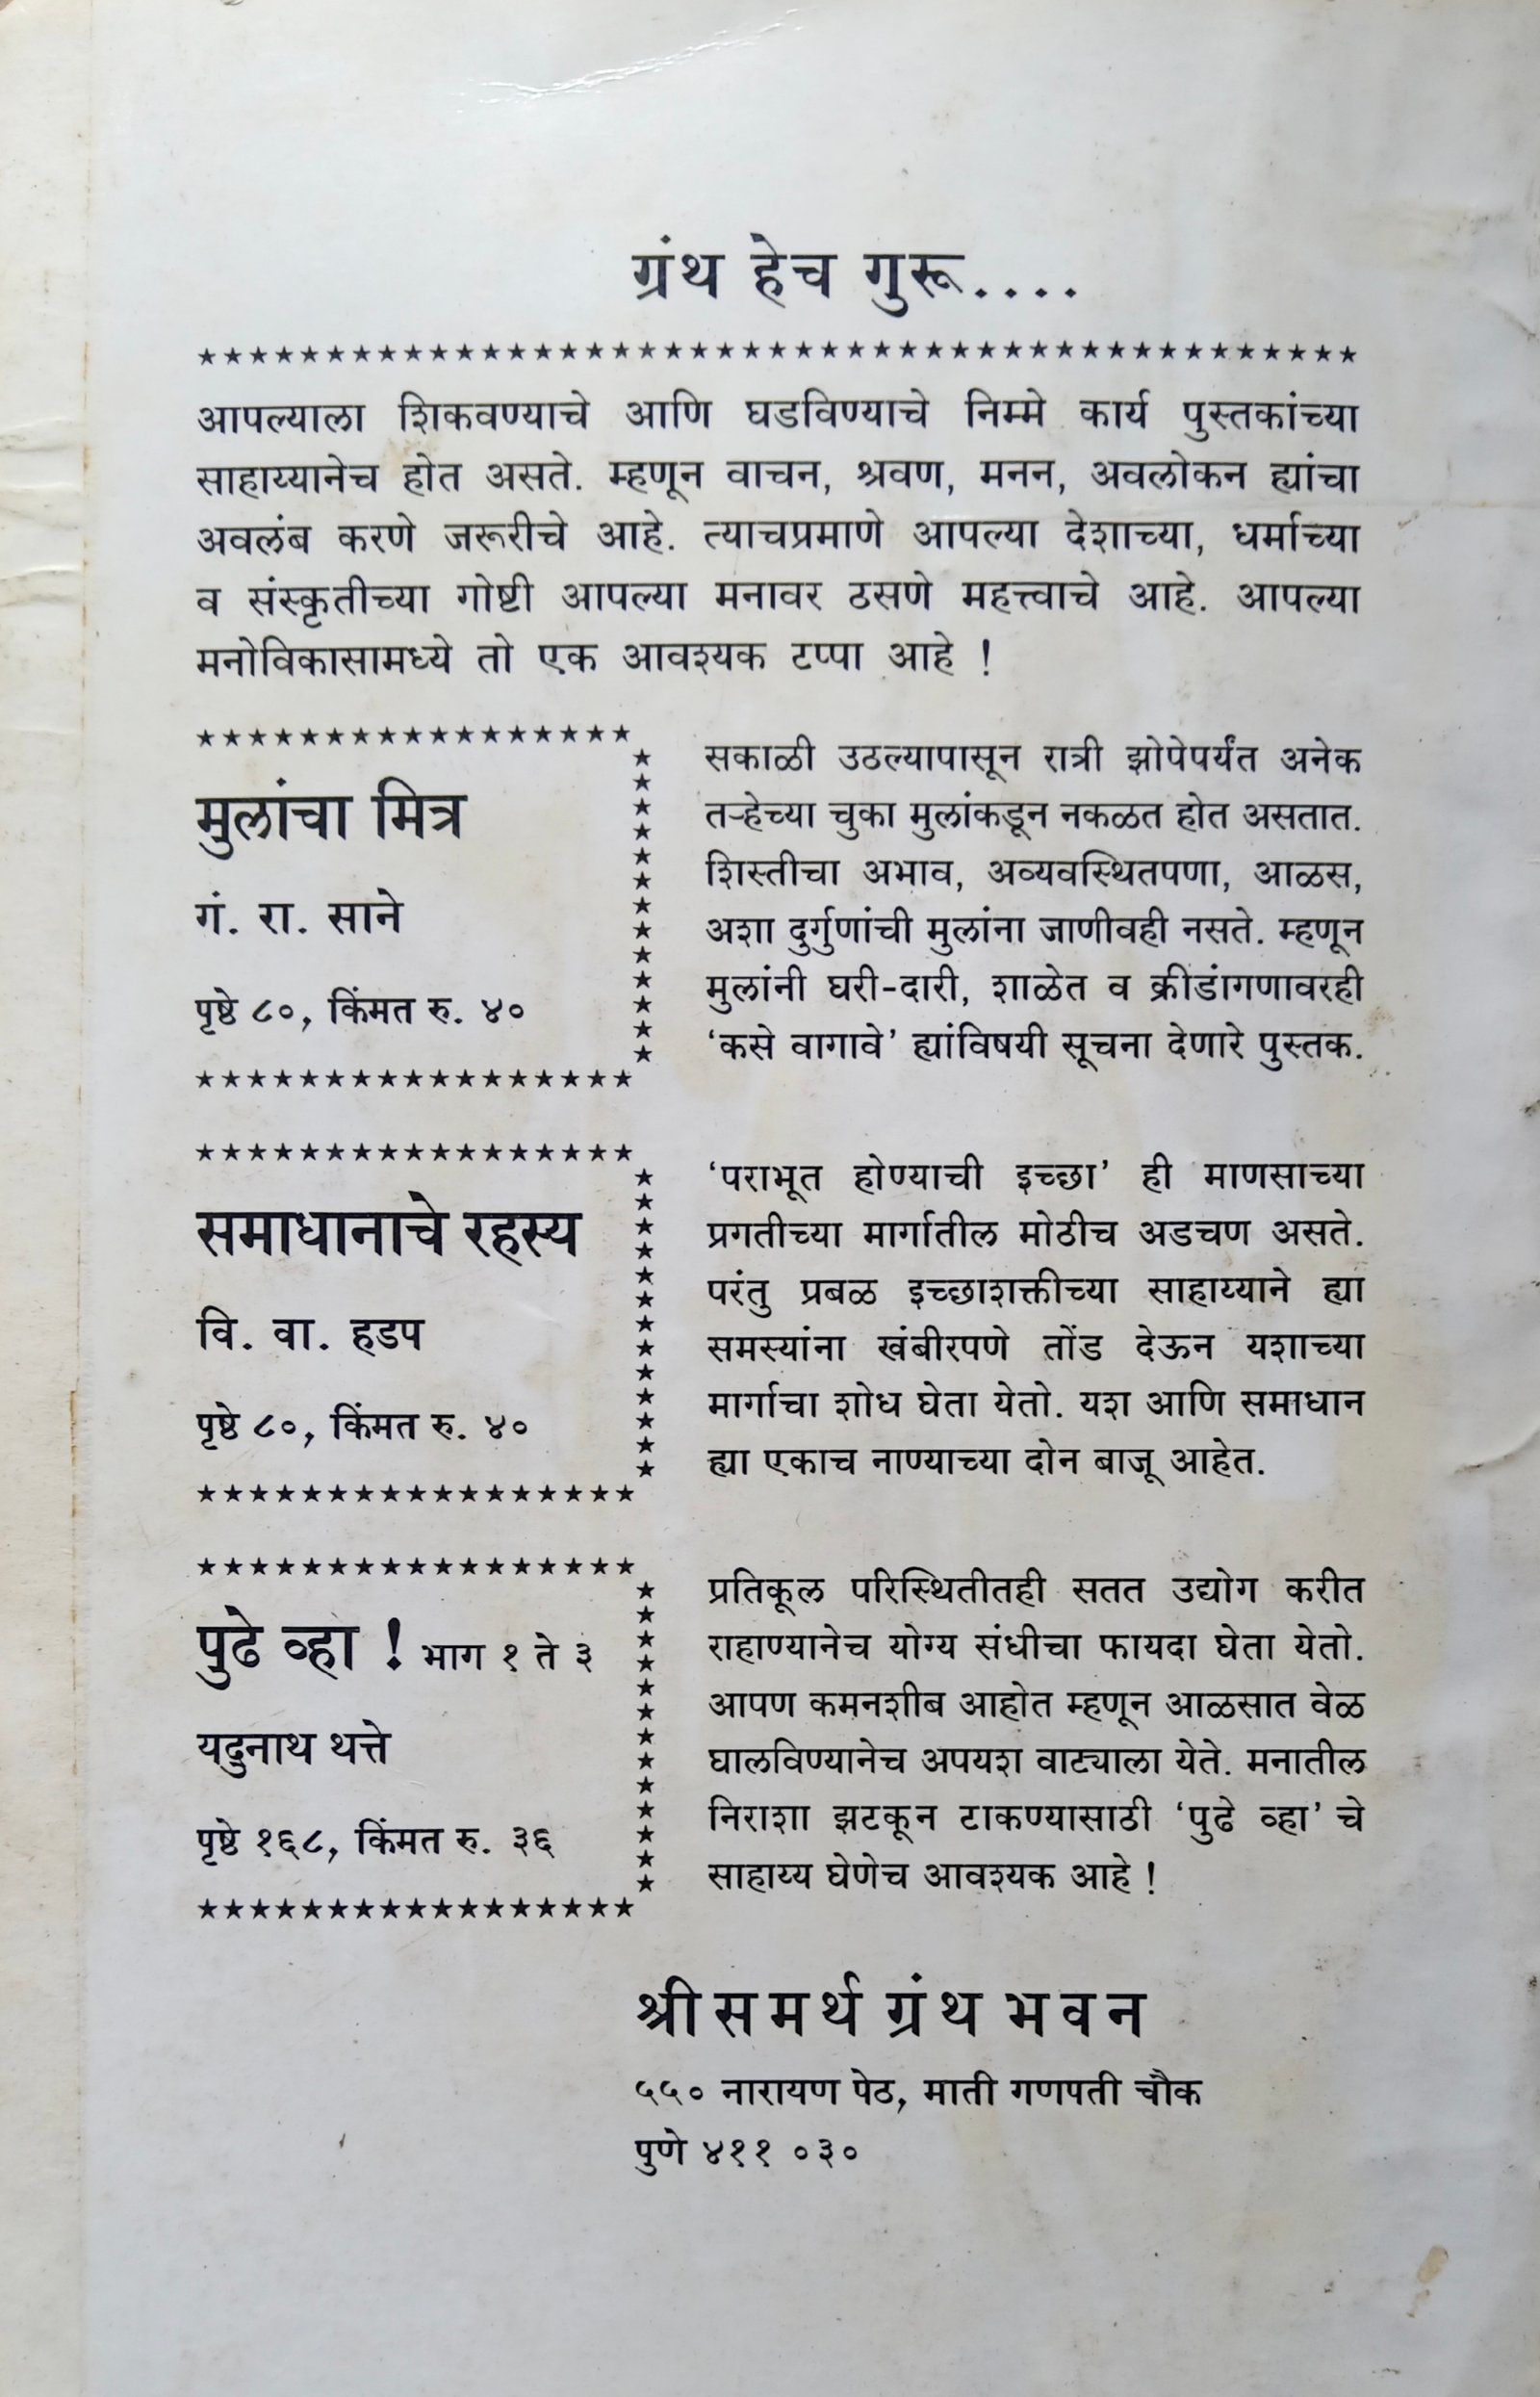 ग्रंथ हेच गुरू....
आपल्याला शिकवण्याचे आणि घडविण्याचे निम्मे कार्य पुस्तकांच्या
साहाय्यानेच होत असते. म्हणून वाचन, श्रवण, मनन, अवलोकन ह्यांचा
अवलंब करणे जरूरीचे आहे. त्याचप्रमाणे आपल्या देशाच्या, धर्माच्या
व संस्कृतीच्या गोष्टी आपल्या मनावर ठसणे महत्त्वाचे आहे. आपल्या
मनोविकासामध्ये तो एक आवश्यक टप्पा आहे !
मुलांचा मित्र
गं. रा. साने
पृष्ठे ८०, किंमत रु. ४०
सकाळी उठल्यापासून रात्री झोपेपर्यंत अनेक
तऱ्हेच्या चुका मुलांकडून नकळत होत असतात.
शिस्तीचा अभाव, अव्यवस्थितपणा, आळस,
अशा दुर्गुणांची मुलांना जाणीवही नसते. म्हणून
मुलांनी घरी-दारी, शाळेत व क्रीडांगणावरही
‘कसे वागावे’ ह्यांविषयी सूचना देणारे पुस्तक.
समाधानाचे रहस्य
वि. वा. हडप
पृष्ठे ८०, किंमत रु. ४०
‘पराभूत होण्याची इच्छा’ ही माणसाच्या
प्रगतीच्या मार्गातील मोठीच अडचण असते.
परंतु प्रबळ इच्छाशक्तीच्या साहाय्याने ह्या
समस्यांना खंबीरपणे तोंड देऊन यशाच्या
मार्गाचा शोध घेता येतो. यश आणि समाधान
ह्या एकाच नाण्याच्या दोन बाजू आहेत.
पुढे व्हा ! भाग १ ते ३
यदुनाथ थत्ते
पृष्ठे १६८, किंमत रु. ३६
प्रतिकूल परिस्थितीतही सतत उद्योग करीत
राहाण्यानेच योग्य संधीचा फायदा घेता येतो.
आपण कमनशीब आहोत म्हणून आळसात वेळ
घालविण्यानेच अपयश वाट्याला येते. मनातील
निराशा झटकून टाकण्यासाठी ‘पुढे व्हा’ चे
साहाय्य घेणेच आवश्यक आहे !
श्रीसमर्थ ग्रंथ भवन
५५० नारायण पेठ, माती गणपती चौक
पुणे ४११ ०३०